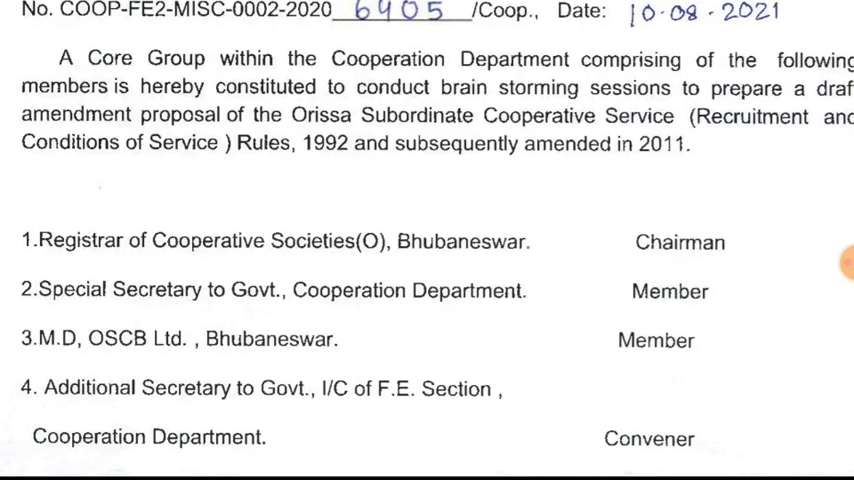 No. COOP-FE2-MISC-0002-2020 6405 /Coop., Date: 10.08.2021
A Core Group within the Cooperation Department comprising of the following
members is hereby constituted to conduct brain storming sessions to prepare a draf
amendment proposal of the Orissa Subordinate Cooperative Service (Recruitment and
Conditions of Service ) Rules, 1992 and subsequently amended in 2011.
1.Registrar of Cooperative Societies(O), Bhubaneswar. Chairman
2.Special Secretary to Govt., Cooperation Department. Member
3.M.D, OSCB Ltd. , Bhubaneswar. Member
4. Additional Secretary to Govt., I/C of F.E. Section ,
Cooperation Department. Convener